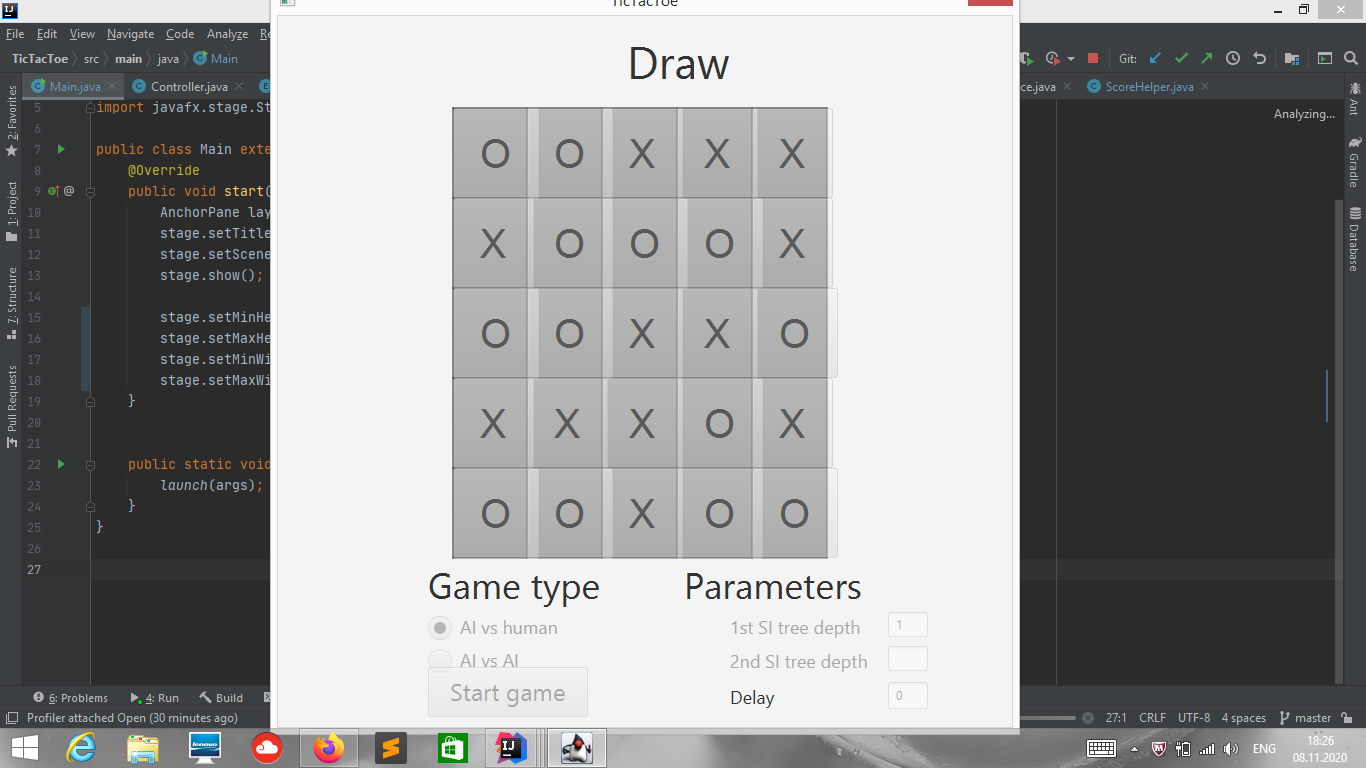 TicTacToe
File Edit View Navigate Code Analyze Re
TicTacToe src main java Main
Git:
Main.java Controller.java
ce.java ScoreHelper.java
Analyzing...
2: Favorites
1: Project
7: Structure
Pull Requests
Ant
Gradle
Database
5 import javafx.stage.St
6
7 public class Main exte
8 @Override
9 public void start(
10 AnchorPane lay
11 stage.setTitle
12 stage.setScene
13 stage.show();
14
15 stage.setMinHe
16 stage.setMaxHe
17 stage.setMinWi
18 stage.setMaxWi
19 }
20
21
22 public static void
23 launch(args);
24 }
25 }
26
27
Draw
O O X X X
X O O O X
O O X X O
X X X O X
O O X O O
Game type Parameters
AI vs human 1st SI tree depth 1
AI vs AI 2nd SI tree depth
Start game Delay 0
6: Problems 4: Run Build
Profiler attached Open (30 minutes ago)
27:1 CRLF UTF-8 4 spaces master
lenovo
ENG
18:26
08.11.2020